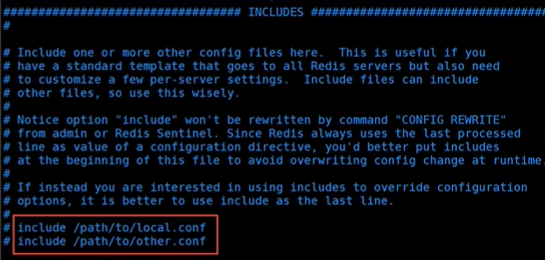 ################################## INCLUDES ###################################
#
# Include one or more other config files here.  This is useful if you
# have a standard template that goes to all Redis servers but also need
# to customize a few per-server settings.  Include files can include
# other files, so use this wisely.
#
# Notice option "include" won't be rewritten by command "CONFIG REWRITE"
# from admin or Redis Sentinel. Since Redis always uses the last processed
# line as value of a configuration directive, you'd better put includes
# at the beginning of this file to avoid overwriting config change at runtime.
#
# If instead you are interested in using includes to override configuration
# options, it is better to use include as the last line.
#
# include /path/to/local.conf
# include /path/to/other.conf